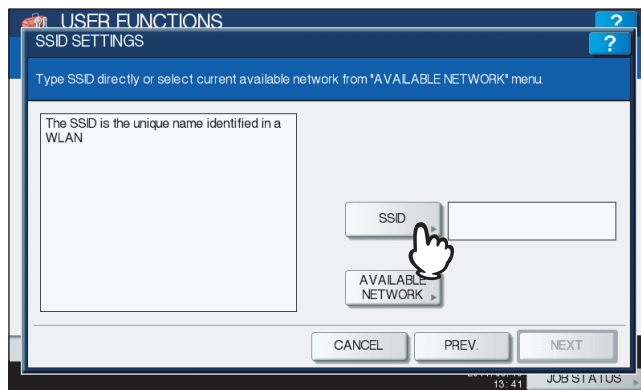 USER FUNCTIONS
?
SSID SETTINGS
?
Type SSID directly or select current available network from "AVAILABLE NETWORK" menu.
The SSID is the unique name identified in a
WLAN
SSID
AVAILABLE
NETWORK
CANCEL
PREV.
NEXT
13:41
JOB STATUS